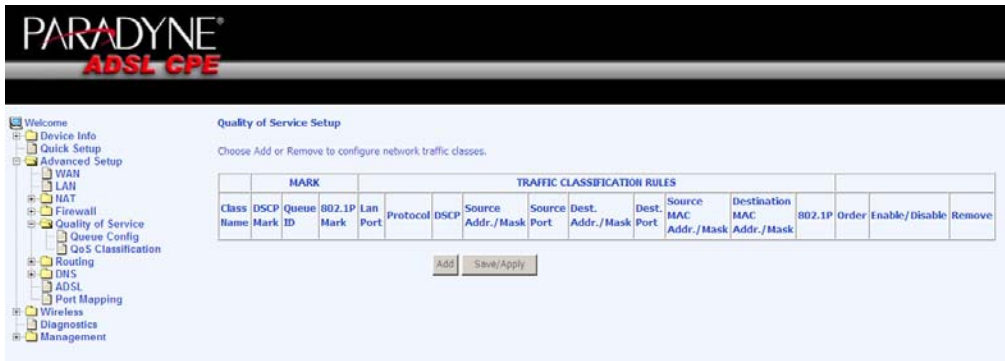 PARADYNE®
ADSL CPE
Welcome
Device Info
Quick Setup
Advanced Setup
WAN
LAN
NAT
Firewall
Quality of Service
Queue Config
QoS Classification
Routing
DNS
ADSL
Port Mapping
Wireless
Diagnostics
Management
Quality of Service Setup
Choose Add or Remove to configure network traffic classes.
MARK TRAFFIC CLASSIFICATION RULES
Class Name DSCP Mark Queue ID 802.1P Mark Lan Port Protocol DSCP Source Addr./Mask Source Port Dest. Addr./Mask Dest. Port Source MAC Addr./Mask Destination MAC Addr./Mask 802.1P Order Enable/Disable Remove
Add Save/Apply